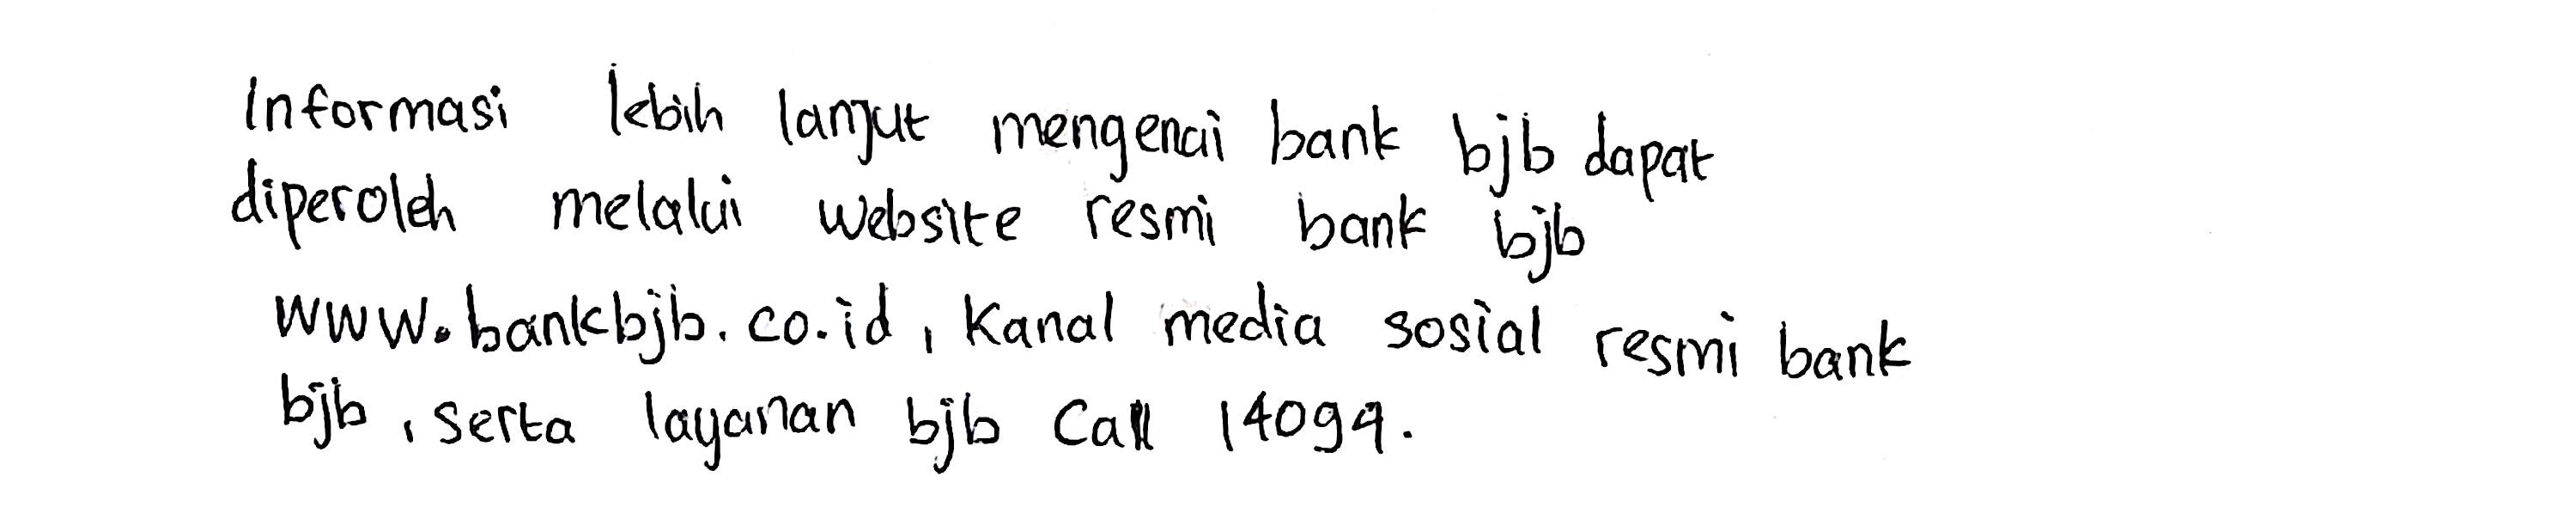 Informasi lebih lanjut mengenai bank bjb dapat
diperoleh melalui website resmi bank bjb
www.bankbjb.co.id, Kanal media sosial resmi bank
bjb, serta layanan bjb Call 14099.